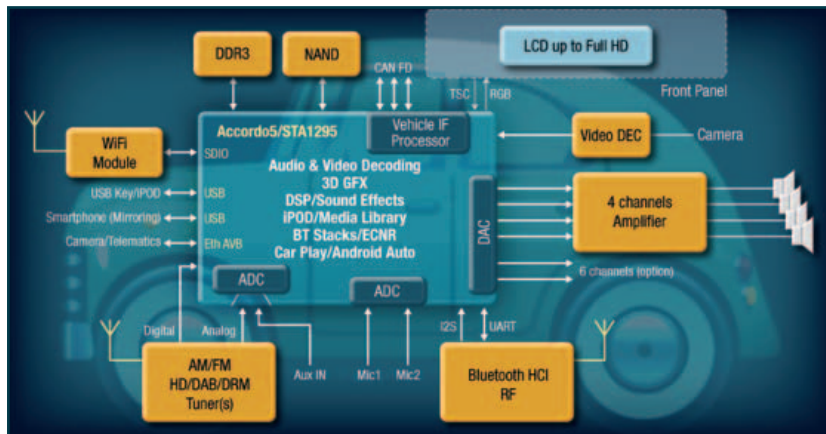 LCD up to Full HD
DDR3
NAND
CAN FD
TSC
RGB
Front Panel
Accordo5/STA1295
Vehicle IF
Processor
WiFi
Module
SDIO
Video DEC
Camera
Audio & Video Decoding
3D GFX
DSP/Sound Effects
iPOD/Media Library
BT Stacks/ECNR
Car Play/Android Auto
USB Key/IPOD
USB
Smartphone (Mirroring)
USB
Camera/Telematics
Eth AVB
DAC
4 channels
Amplifier
6 channels (option)
ADC
ADC
Digital
Analog
I2S
UART
AM/FM
HD/DAB/DRM
Tuner(s)
Aux IN
Mic1
Mic2
Bluetooth HCI
RF